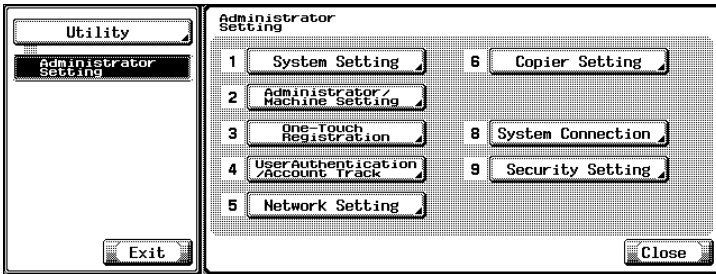 Utility
Administrator
Setting
Exit
Administrator
Setting
1 System Setting
2 Administrator/
Machine Setting
3 One-Touch
Registration
4 UserAuthentication
/Account Track
5 Network Setting
6 Copier Setting
8 System Connection
9 Security Setting
Close